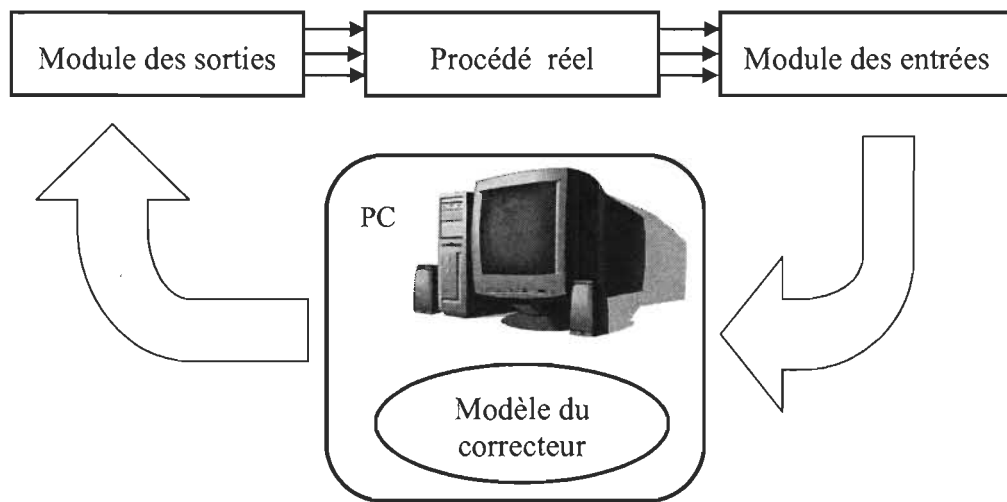 Module des sorties
Procédé réel
Module des entrées
PC
Modèle du
correcteur